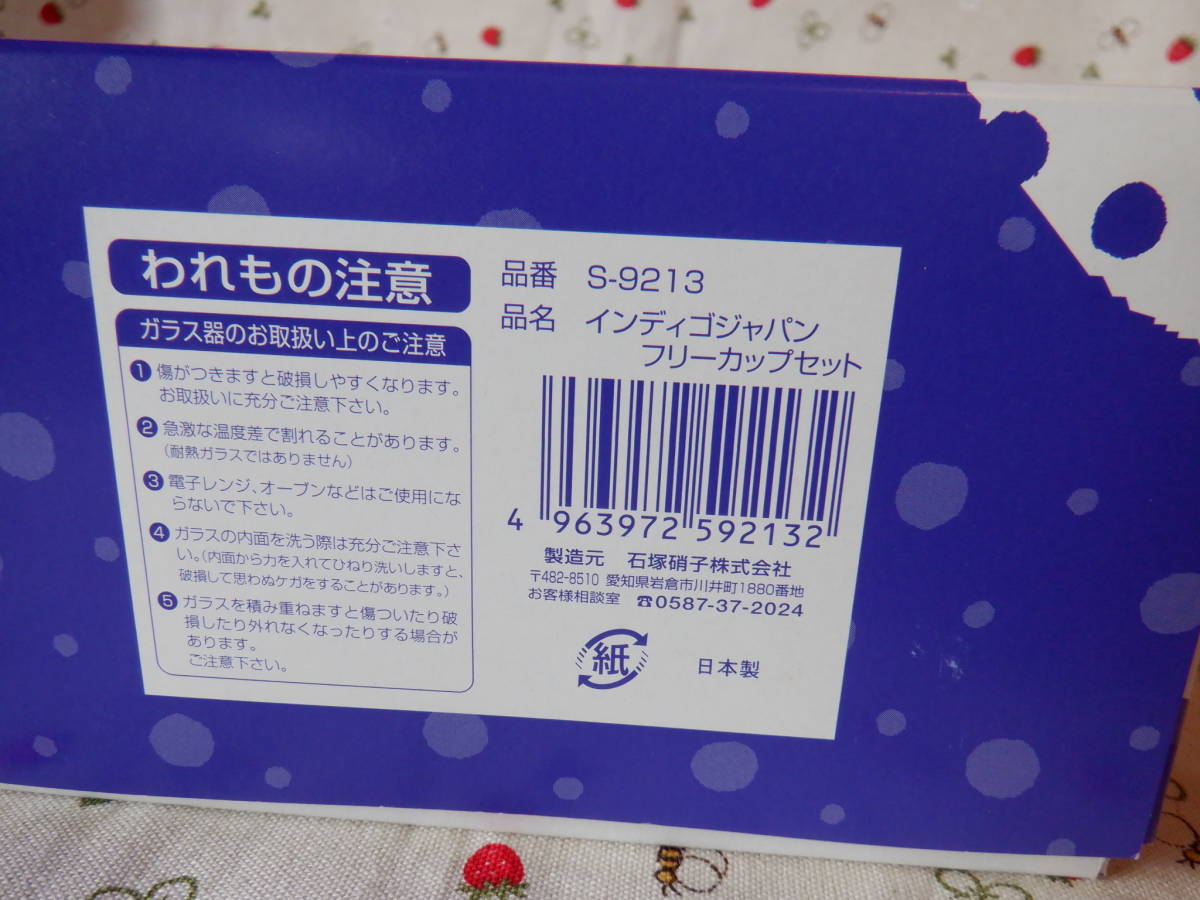 われもの注意
ガラス器のお取扱い上のご注意
❶ 傷がつきますと破損しやすくなります。
お取扱いに充分ご注意下さい。
❷ 急激な温度差で割れることがあります。
（耐熱ガラスではありません）
❸ 電子レンジ、オーブンなどはご使用にな
らないで下さい。
❹ ガラスの内面を洗う際は充分ご注意下さ
い。（内面から力を入れてひねり洗いしますと、
破損して思わぬケガをすることがあります。）
❺ ガラスを積み重ねますと傷ついたり破
損したり外れなくなったりする場合が
あります。
ご注意下さい。
品番 S-9213
品名 インディゴジャパン
フリーカップセット
4 963972 592132
製造元 石塚硝子株式会社
〒482-8510 愛知県岩倉市川井町1880番地
お客様相談室 ☎0587-37-2024
紙 日本製